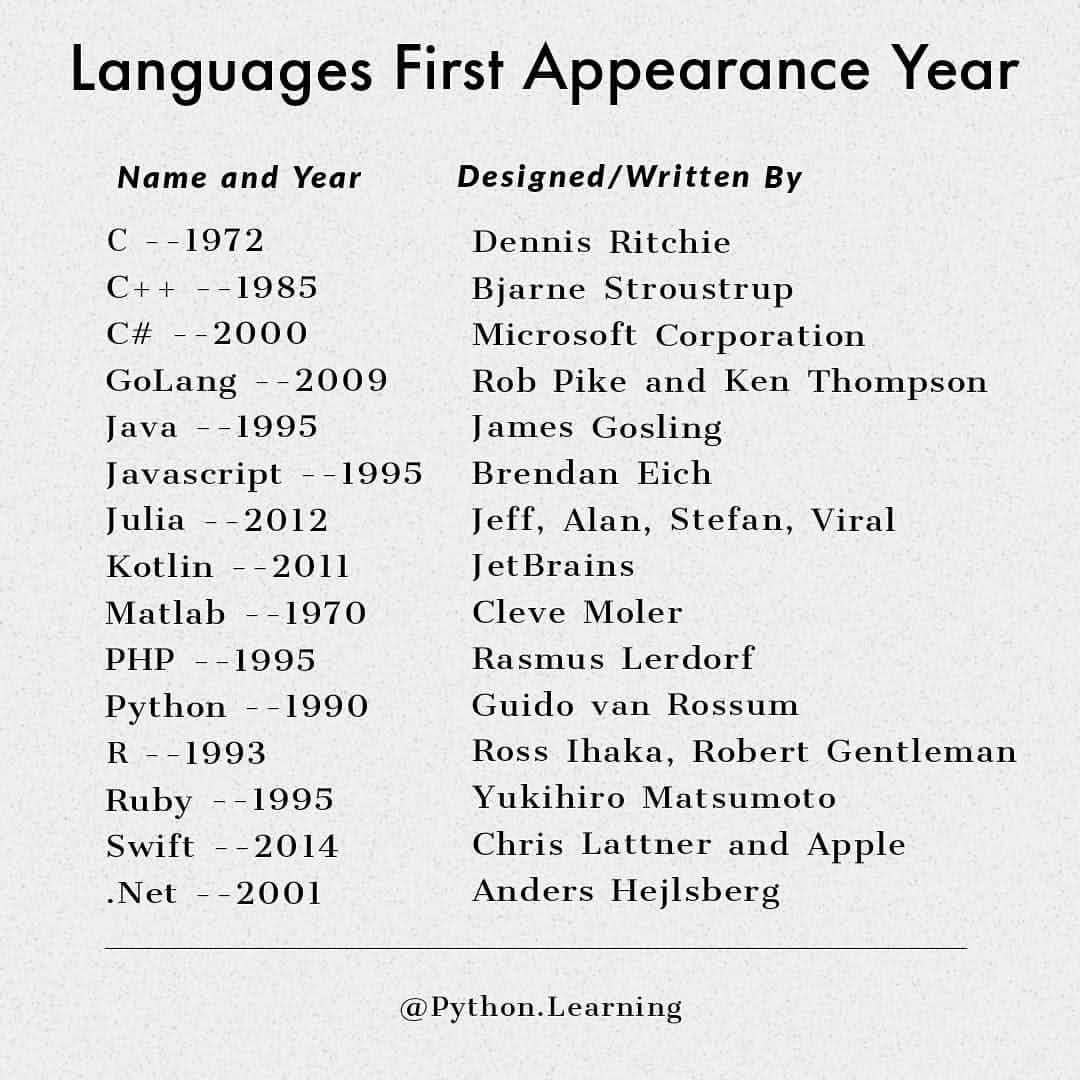 Languages First Appearance Year
Name and Year Designed/Written By
C --1972 Dennis Ritchie
C++ --1985 Bjarne Stroustrup
C# --2000 Microsoft Corporation
GoLang --2009 Rob Pike and Ken Thompson
Java --1995 James Gosling
Javascript --1995 Brendan Eich
Julia --2012 Jeff, Alan, Stefan, Viral
Kotlin --2011 JetBrains
Matlab --1970 Cleve Moler
PHP --1995 Rasmus Lerdorf
Python --1990 Guido van Rossum
R --1993 Ross Ihaka, Robert Gentleman
Ruby --1995 Yukihiro Matsumoto
Swift --2014 Chris Lattner and Apple
.Net --2001 Anders Hejlsberg
@Python.Learning